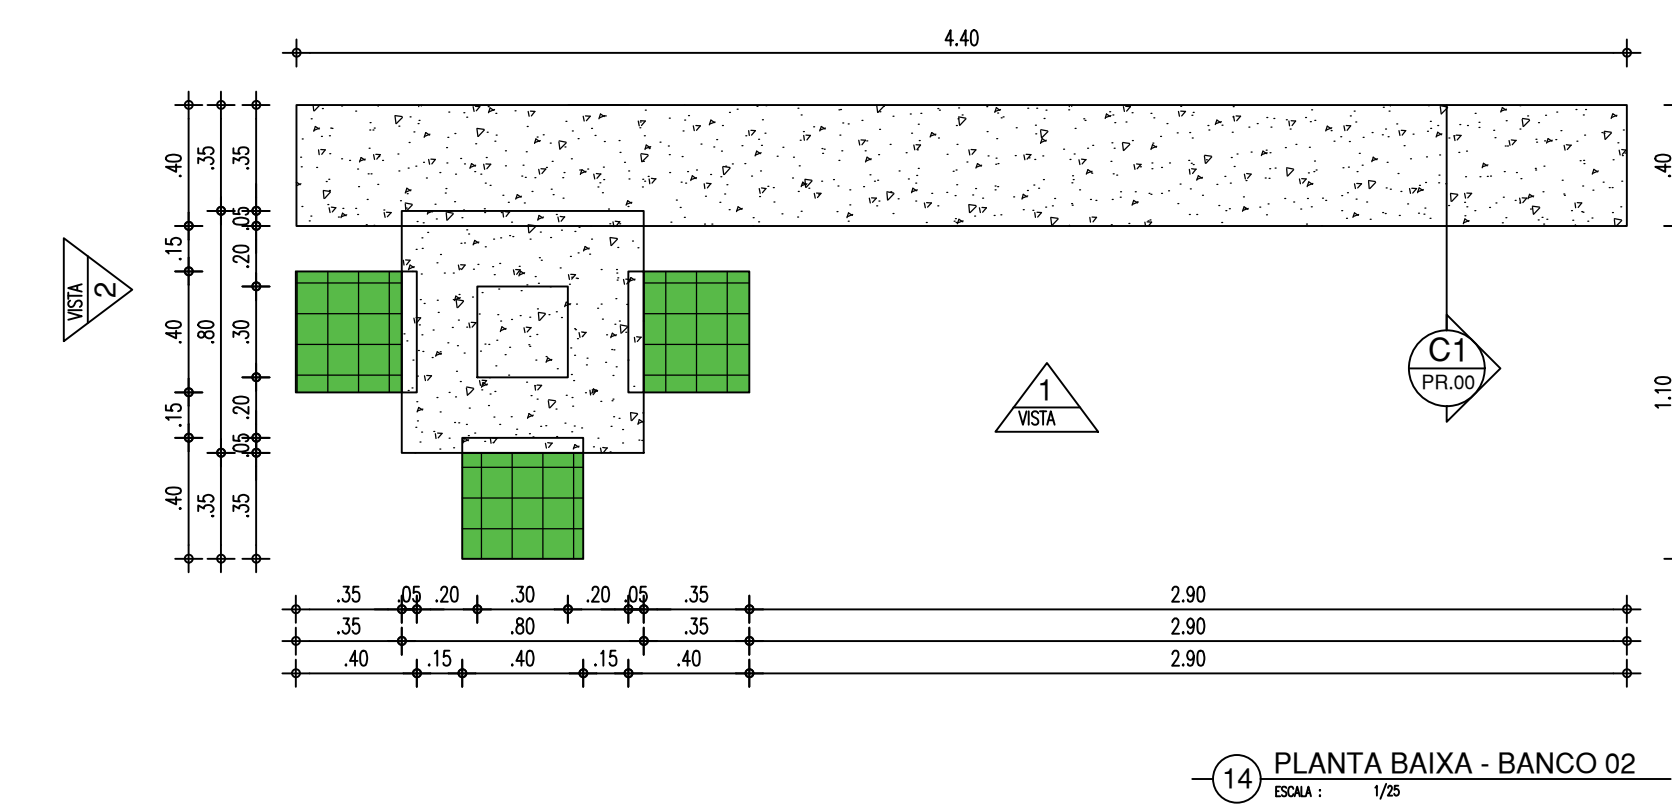 4.40
.40 .35 .35
.05
.15 .20
.40 .80 .30
.15 .20
.05
.40 .35 .35
VISTA 2
.40
1.10
1
VISTA
C1
PR.00
.35 .05 .20 .30 .20 .05 .35 2.90
.35 .80 .35 2.90
.40 .15 .40 .15 .40 2.90
14 PLANTA BAIXA - BANCO 02
ESCALA : 1/25